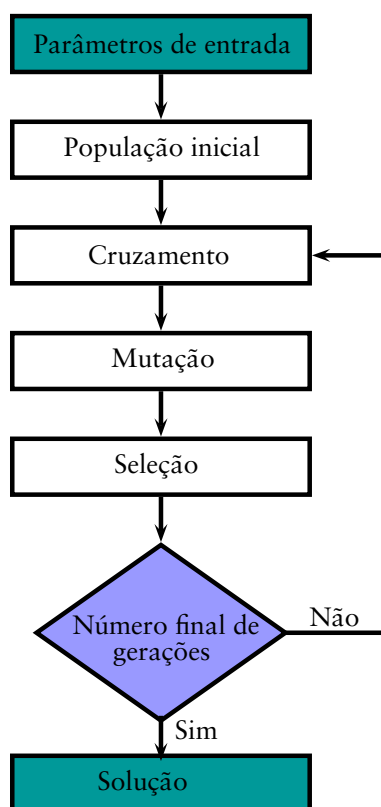 Parâmetros de entrada
População inicial
Cruzamento
Mutação
Seleção
Número final de
gerações
Não
Sim
Solução